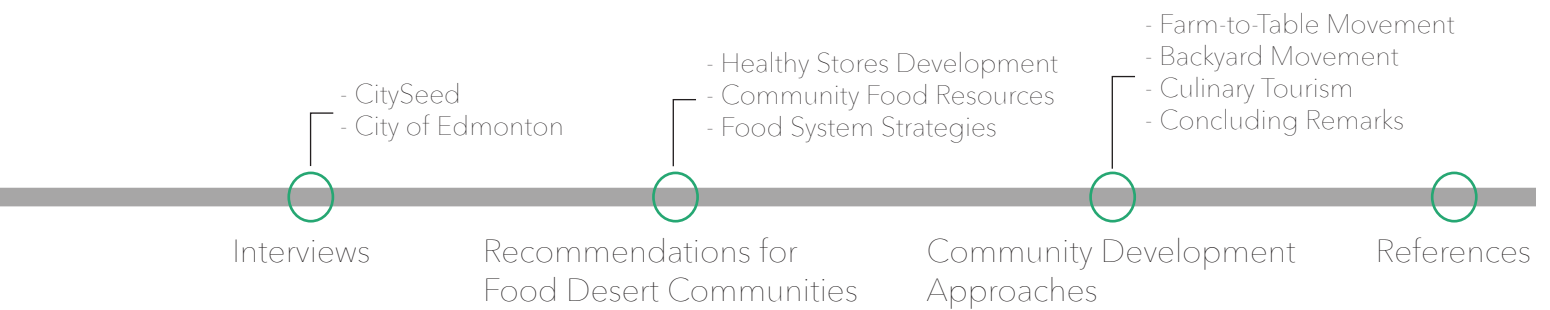 - CitySeed
- City of Edmonton
Interviews
- Healthy Stores Development
- Community Food Resources
- Food System Strategies
Recommendations for
Food Desert Communities
- Farm-to-Table Movement
- Backyard Movement
- Culinary Tourism
- Concluding Remarks
Community Development
Approaches
References